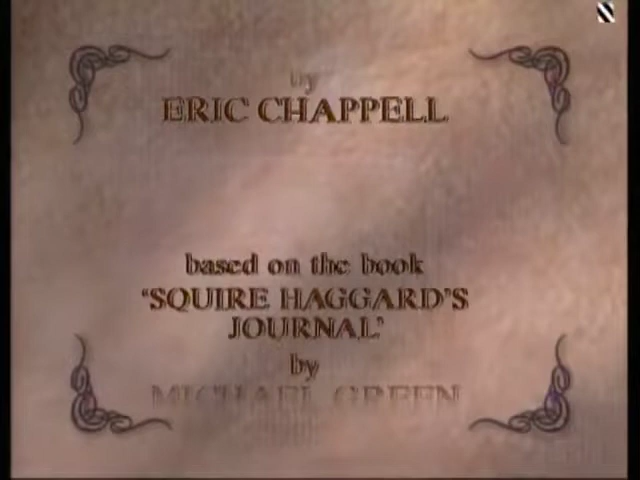 by
ERIC CHAPPELL
based on the book
'SQUIRE HAGGARD'S
JOURNAL'
by
MICHAEL GREEN